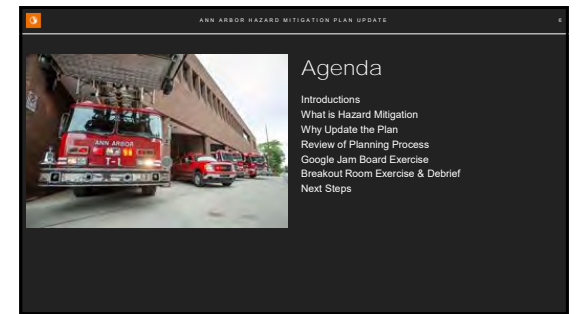 ANN ARBOR HAZARD MITIGATION PLAN UPDATE
Agenda
Introductions
What is Hazard Mitigation
Why Update the Plan
Review of Planning Process
Google Jam Board Exercise
Breakout Room Exercise & Debrief
Next Steps
ANN ARBOR
T-1